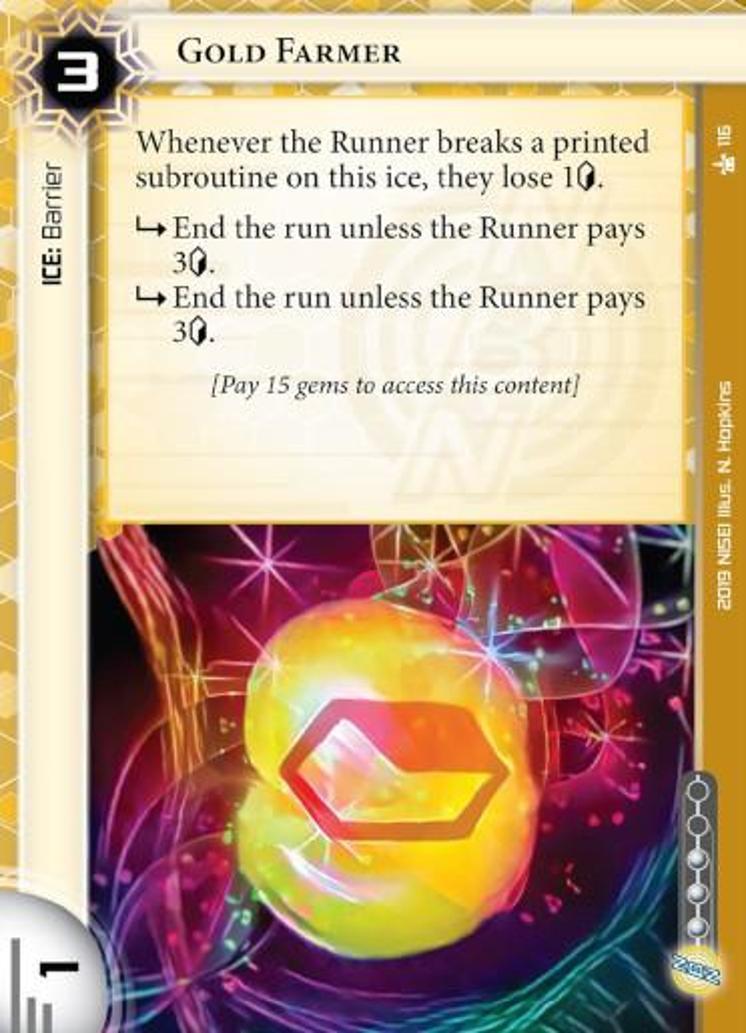 3
GOLD FARMER
ICE: Barrier
Whenever the Runner breaks a printed
subroutine on this ice, they lose 1.
End the run unless the Runner pays
3.
End the run unless the Runner pays
3.
[Pay 15 gems to access this content]
116
2019 NISEI Illus. N. Hopkins
1
NBN